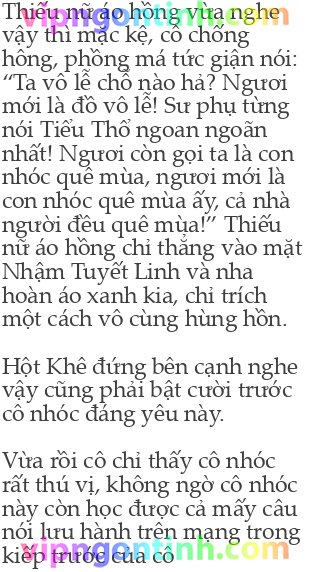 Thiếu nữ áo hồng vừa nghe
vậy thì mặc kệ, cô chống
hông, phồng má tức giận nói:
“Ta vô lễ chỗ nào hả? Ngươi
mới là đồ vô lễ! Sư phụ từng
nói Tiểu Thổ ngoan ngoãn
nhất! Ngươi còn gọi ta là con
nhóc quê mùa, ngươi mới là
con nhóc quê mùa ấy, cả nhà
người đều quê mùa!” Thiếu
nữ áo hồng chỉ thẳng vào mặt
Nhậm Tuyết Linh và nha
hoàn áo xanh kia, chỉ trích
một cách vô cùng hùng hồn.
Hột Khê đứng bên cạnh nghe
vậy cũng phải bật cười trước
cô nhóc đáng yêu này.
Vừa rồi cô chỉ thấy cô nhóc
rất thú vị, không ngờ cô nhóc
này còn học được cả mấy câu
nói lưu hành trên mạng trong
kiếp trước của cô
vipngontinh.com
vipngontinh.com